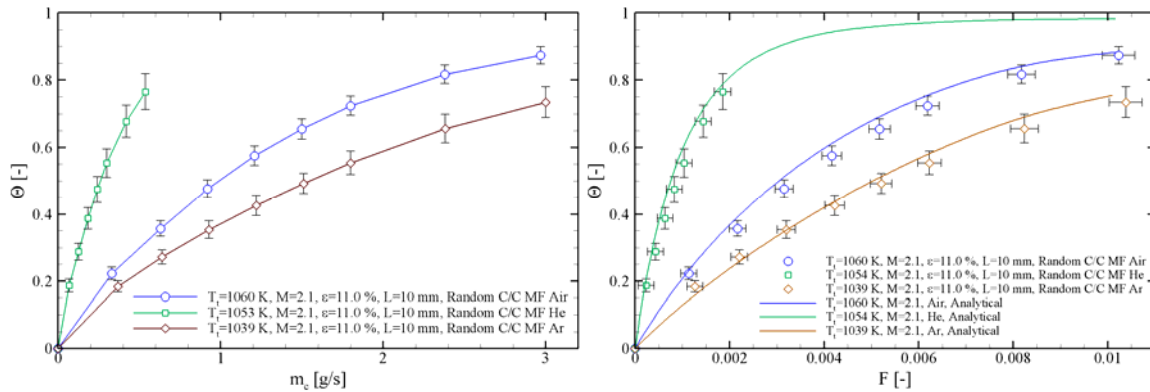 1
0.8
0.6
0.4
0.2
0
Θ [-]
0
1
2
3
m_c [g/s]
T_t=1060 K, M=2.1, ε=11.0 %, L=10 mm, Random C/C MF Air
T_t=1053 K, M=2.1, ε=11.0 %, L=10 mm, Random C/C MF He
T_t=1039 K, M=2.1, ε=11.0 %, L=10 mm, Random C/C MF Ar
1
0.8
0.6
0.4
0.2
0
Θ [-]
0
0.002
0.004
0.006
0.008
0.01
F [-]
T_t=1060 K, M=2.1, ε=11.0 %, L=10 mm, Random C/C MF Air
T_t=1054 K, M=2.1, ε=11.0 %, L=10 mm, Random C/C MF He
T_t=1039 K, M=2.1, ε=11.0 %, L=10 mm, Random C/C MF Ar
T_t=1060 K, M=2.1, Air, Analytical
T_t=1054 K, M=2.1, He, Analytical
T_t=1039 K, M=2.1, Ar, Analytical